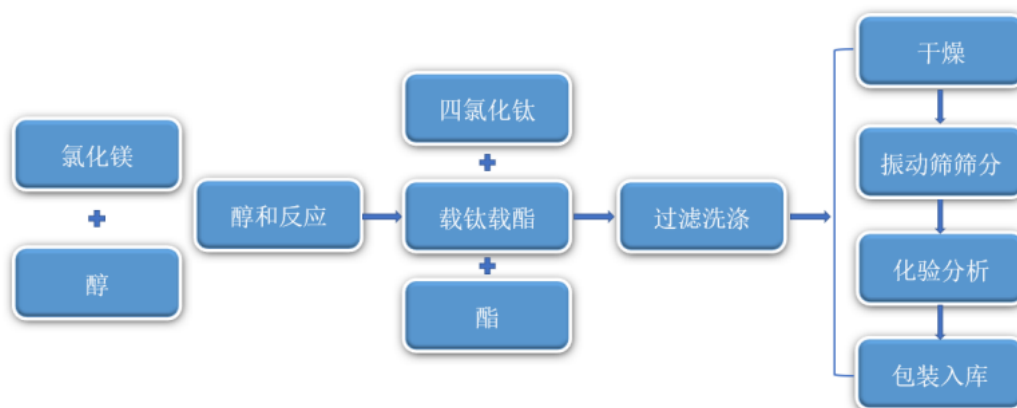 氯化镁
醇
醇和反应
四氯化钛
载钛载酯
酯
过滤洗涤
干燥
振动筛筛分
化验分析
包装入库